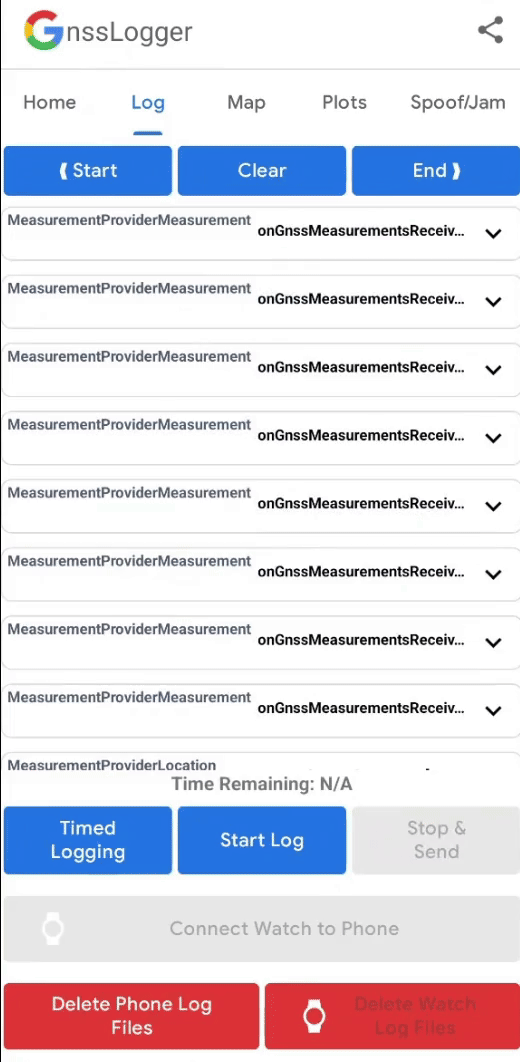 GnssLogger
Home Log Map Plots Spoof/Jam
⟪ Start Clear End ⟫
MeasurementProviderMeasurement onGnssMeasurementsReceiv...
MeasurementProviderMeasurement onGnssMeasurementsReceiv...
MeasurementProviderMeasurement onGnssMeasurementsReceiv...
MeasurementProviderMeasurement onGnssMeasurementsReceiv...
MeasurementProviderMeasurement onGnssMeasurementsReceiv...
MeasurementProviderMeasurement onGnssMeasurementsReceiv...
MeasurementProviderMeasurement onGnssMeasurementsReceiv...
MeasurementProviderMeasurement onGnssMeasurementsReceiv...
MeasurementProviderLocation
Time Remaining: N/A
Timed
Logging
Start Log
Stop &
Send
Connect Watch to Phone
Delete Phone Log
Files
Delete Watch
Log Files